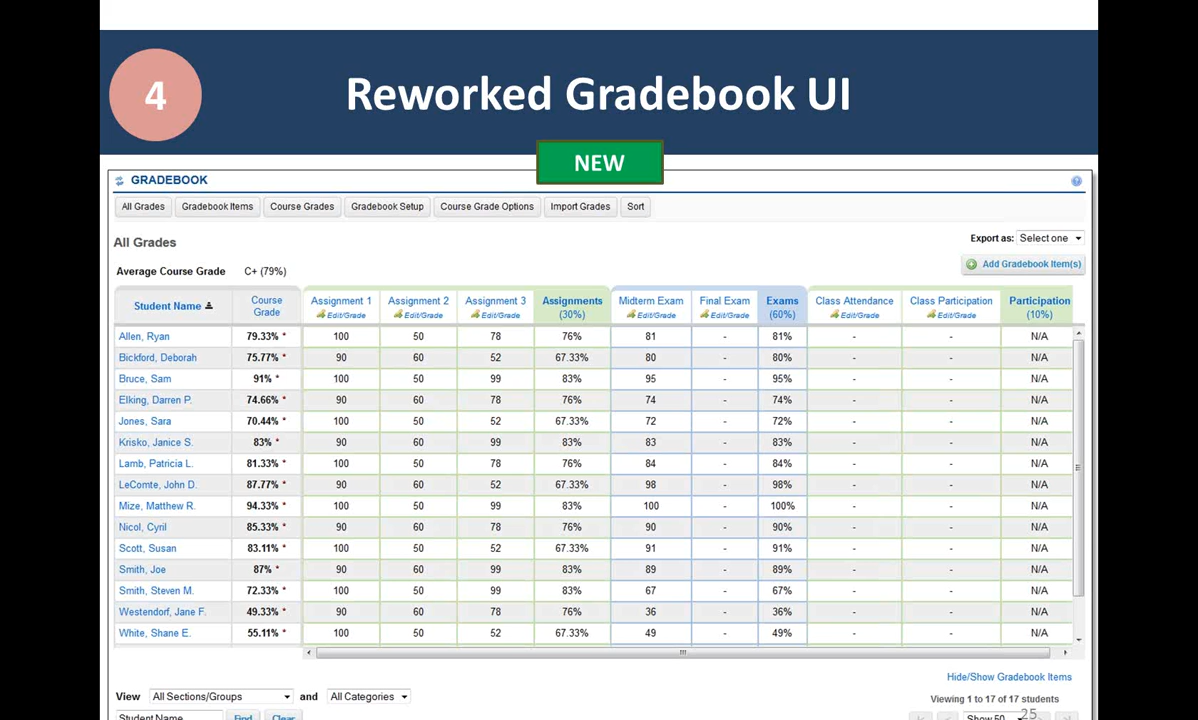 4
Reworked Gradebook UI
NEW
GRADEBOOK
All Grades Gradebook Items Course Grades Gradebook Setup Course Grade Options Import Grades Sort
All Grades
Export as: Select one
Average Course Grade C+ (79%)
Add Gradebook Item(s)
Student Name Course Grade Assignment 1 Edit/Grade Assignment 2 Edit/Grade Assignment 3 Edit/Grade Assignments (30%) Midterm Exam Edit/Grade Final Exam Edit/Grade Exams (60%) Class Attendance Edit/Grade Class Participation Edit/Grade Participation (10%)
Allen, Ryan 79.33% * 100 50 78 76% 81 - 81% - - N/A
Bickford, Deborah 75.77% * 90 60 52 67.33% 80 - 80% - - N/A
Bruce, Sam 91% * 100 50 99 83% 95 - 95% - - N/A
Elking, Darren P. 74.66% * 90 60 78 76% 74 - 74% - - N/A
Jones, Sara 70.44% * 100 50 52 67.33% 72 - 72% - - N/A
Krisko, Janice S. 83% * 90 60 99 83% 83 - 83% - - N/A
Lamb, Patricia L. 81.33% * 100 50 78 76% 84 - 84% - - N/A
LeComte, John D. 87.77% * 90 60 52 67.33% 98 - 98% - - N/A
Mize, Matthew R. 94.33% * 100 50 99 83% 100 - 100% - - N/A
Nicol, Cyril 85.33% * 90 60 78 76% 90 - 90% - - N/A
Scott, Susan 83.11% * 100 50 52 67.33% 91 - 91% - - N/A
Smith, Joe 87% * 90 60 99 83% 89 - 89% - - N/A
Smith, Steven M. 72.33% * 100 50 99 83% 67 - 67% - - N/A
Westendorf, Jane F. 49.33% * 90 60 78 76% 36 - 36% - - N/A
White, Shane E. 55.11% * 100 50 52 67.33% 49 - 49% - - N/A
Hide/Show Gradebook Items
View All Sections/Groups and All Categories
Viewing 1 to 17 of 17 students
Student Name Find Clear
Show 50
25